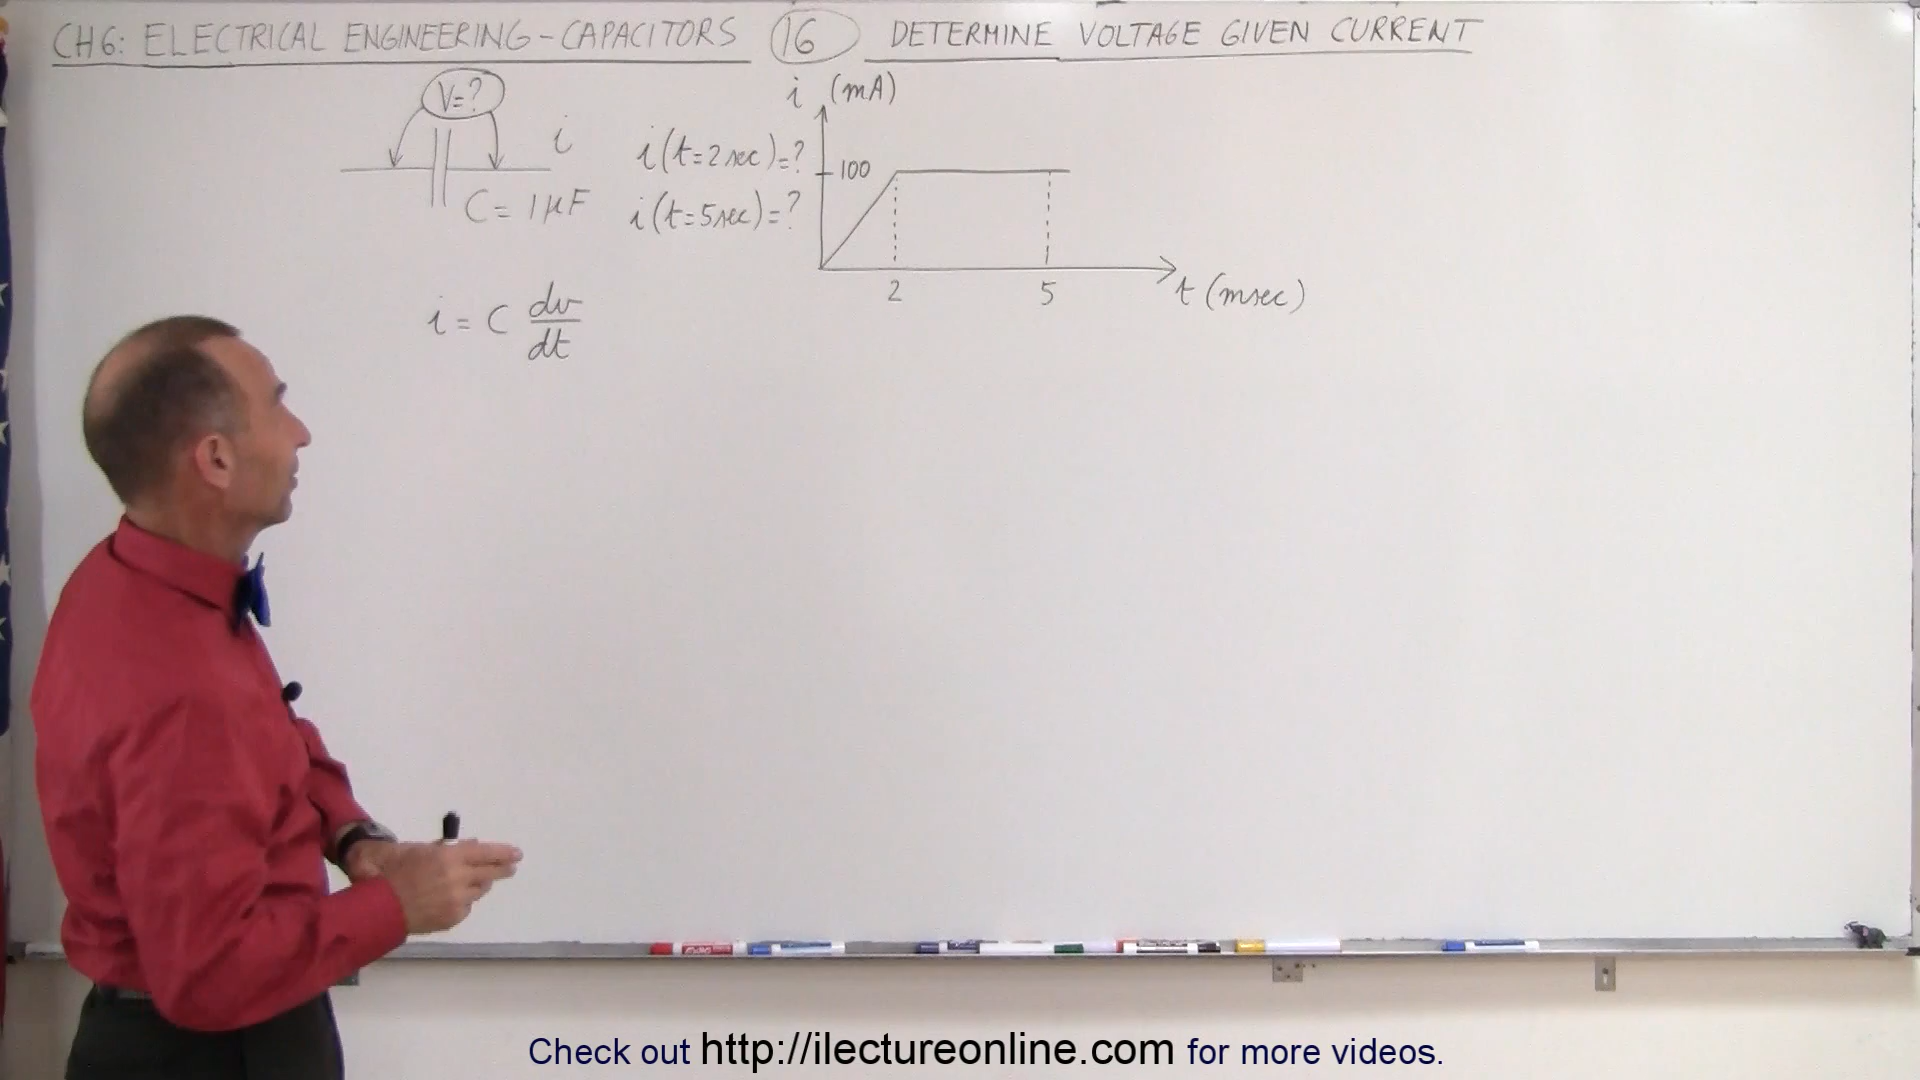 CH6: ELECTRICAL ENGINEERING - CAPACITORS 16 DETERMINE VOLTAGE GIVEN CURRENT
V=?
i (mA)
i
i(t=2sec)=?
100
C = 1μF
i(t=5sec)=?
2 5 t (msec)
i = C dv/dt
Check out http://ilectureonline.com for more videos.